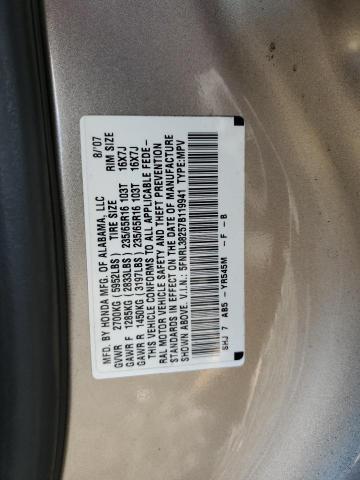 MFD. BY HONDA MFG. OF ALABAMA, LLC 8/'07
TIRE SIZE RIM SIZE
GVWR 2700KG (5952LBS)
GAWR F 1285KG (2833LBS) 235/65R16 103T 16X7J
GAWR R 1450KG (3197LBS) 235/65R16 103T 16X7J
THIS VEHICLE CONFORMS TO ALL APPLICABLE FEDE-
RAL MOTOR VEHICLE SAFETY AND THEFT PREVENTION
STANDARDS IN EFFECT ON THE DATE OF MANUFACTURE
SHOWN ABOVE. V.I.N.: 5FNRL38257B119941 TYPE:MPV
SHJ 7 ABS - YR545M - F - B